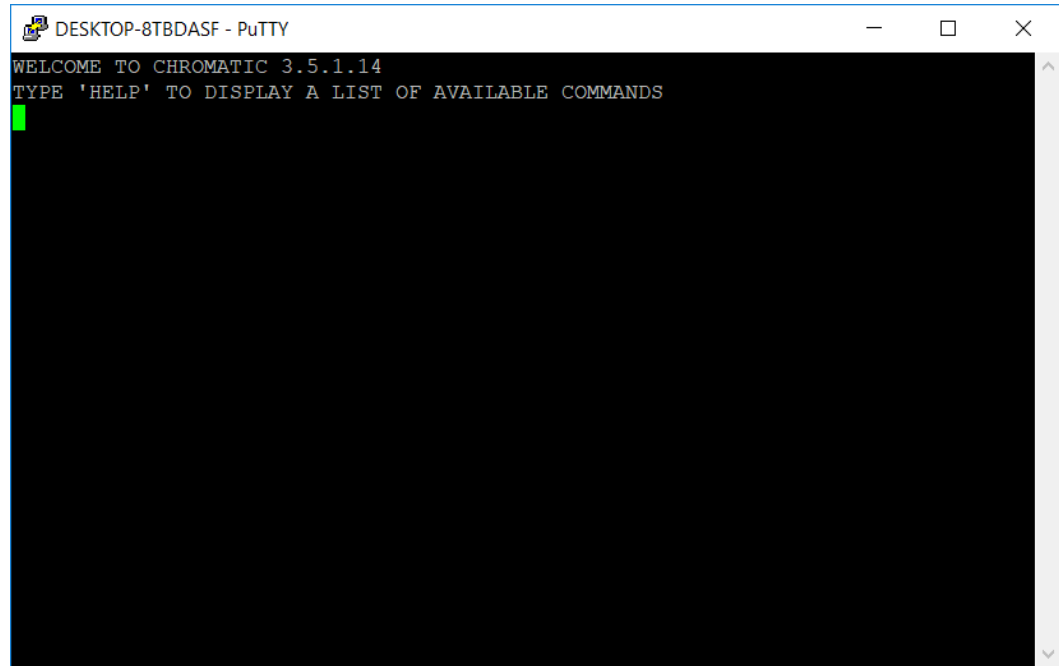 DESKTOP-8TBDASF - PuTTY
WELCOME TO CHROMATIC 3.5.1.14
TYPE 'HELP' TO DISPLAY A LIST OF AVAILABLE COMMANDS